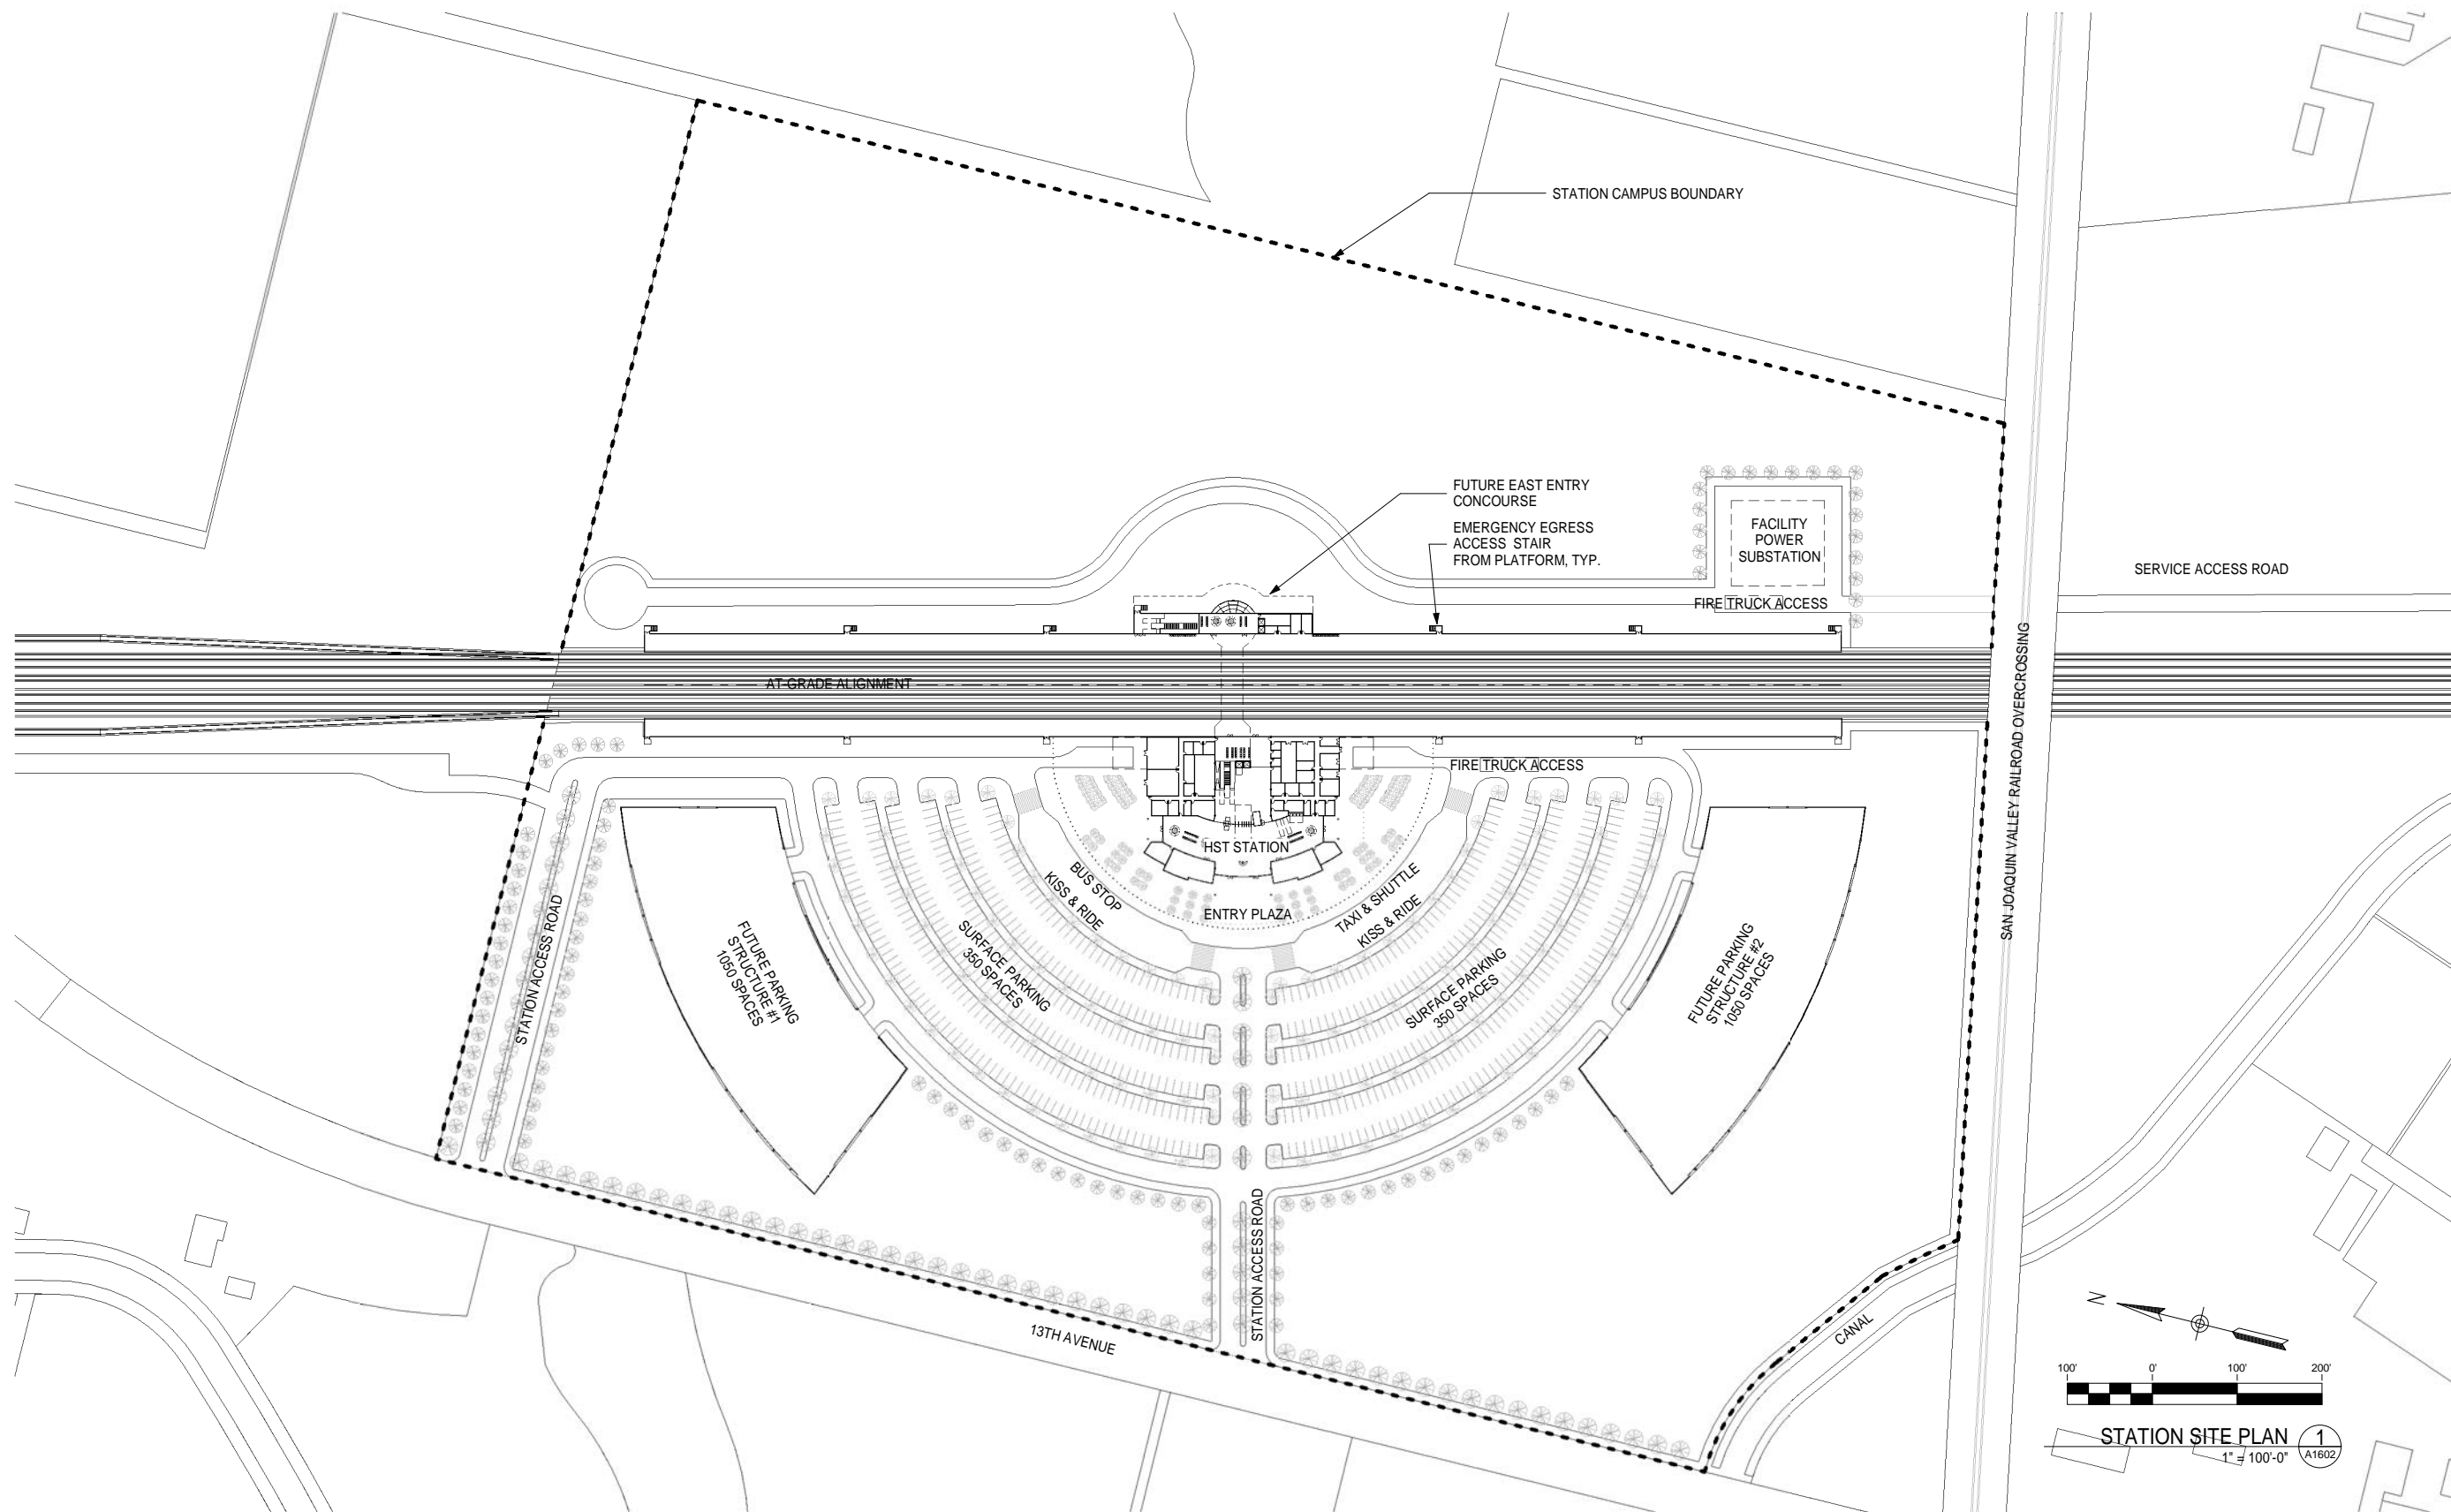 STATION CAMPUS BOUNDARY
FUTURE EAST ENTRY
CONCOURSE
EMERGENCY EGRESS
ACCESS STAIR
FROM PLATFORM, TYP.
FACILITY
POWER
SUBSTATION
SERVICE ACCESS ROAD
FIRE TRUCK ACCESS
SAN JOAQUIN VALLEY RAILROAD OVERCROSSING
AT-GRADE ALIGNMENT
FIRE TRUCK ACCESS
HST STATION
BUS STOP
KISS & RIDE
TAXI & SHUTTLE
KISS & RIDE
ENTRY PLAZA
STATION ACCESS ROAD
FUTURE PARKING
STRUCTURE #1
1050 SPACES
SURFACE PARKING
350 SPACES
SURFACE PARKING
350 SPACES
FUTURE PARKING
STRUCTURE #2
1050 SPACES
STATION ACCESS ROAD
13TH AVENUE
CANAL
N
100' 0' 100' 200'
STATION SITE PLAN 1
1" = 100'-0" A1602